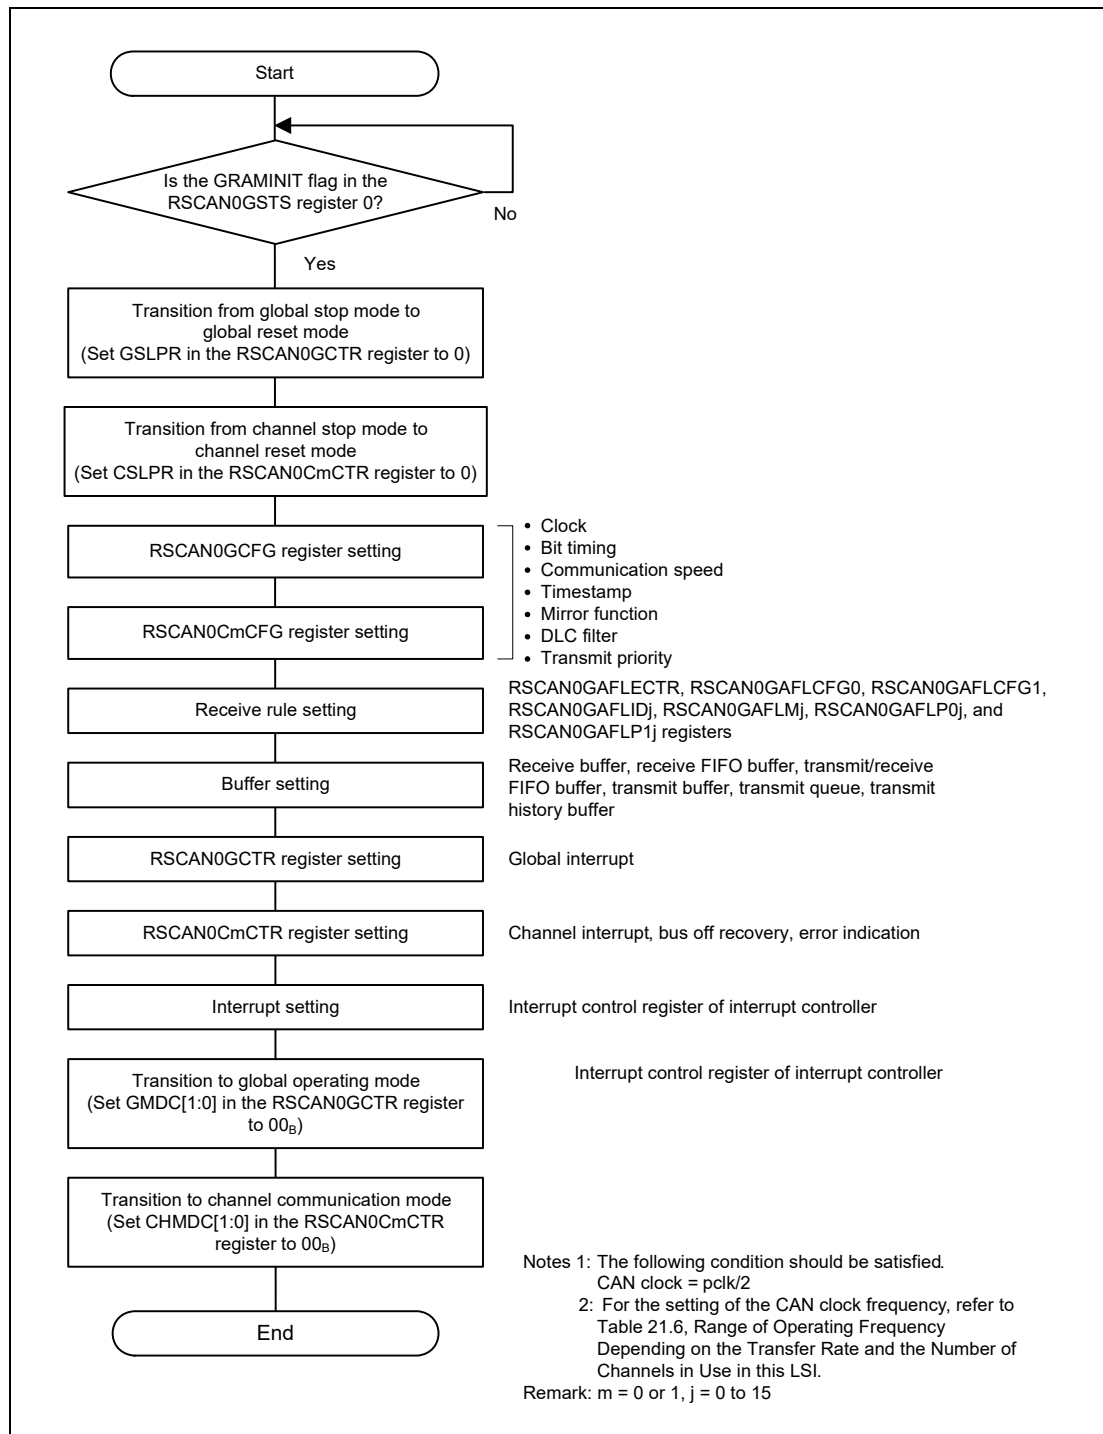 Start
Is the GRAMINIT flag in the
RSCAN0GSTS register 0?
No
Yes
Transition from global stop mode to
global reset mode
(Set GSLPR in the RSCAN0GCTR register to 0)
Transition from channel stop mode to
channel reset mode
(Set CSLPR in the RSCAN0CmCTR register to 0)
RSCAN0GCFG register setting
RSCAN0CmCFG register setting
• Clock
• Bit timing
• Communication speed
• Timestamp
• Mirror function
• DLC filter
• Transmit priority
Receive rule setting
RSCAN0GAFLECTR, RSCAN0GAFLCFG0, RSCAN0GAFLCFG1,
RSCAN0GAFLIDj, RSCAN0GAFLMj, RSCAN0GAFLP0j, and
RSCAN0GAFLP1j registers
Buffer setting
Receive buffer, receive FIFO buffer, transmit/receive
FIFO buffer, transmit buffer, transmit queue, transmit
history buffer
RSCAN0GCTR register setting
Global interrupt
RSCAN0CmCTR register setting
Channel interrupt, bus off recovery, error indication
Interrupt setting
Interrupt control register of interrupt controller
Transition to global operating mode
(Set GMDC[1:0] in the RSCAN0GCTR register
to 00B)
Interrupt control register of interrupt controller
Transition to channel communication mode
(Set CHMDC[1:0] in the RSCAN0CmCTR
register to 00B)
End
Notes 1: The following condition should be satisfied.
CAN clock = pclk/2
2: For the setting of the CAN clock frequency, refer to
Table 21.6, Range of Operating Frequency
Depending on the Transfer Rate and the Number of
Channels in Use in this LSI.
Remark: m = 0 or 1, j = 0 to 15